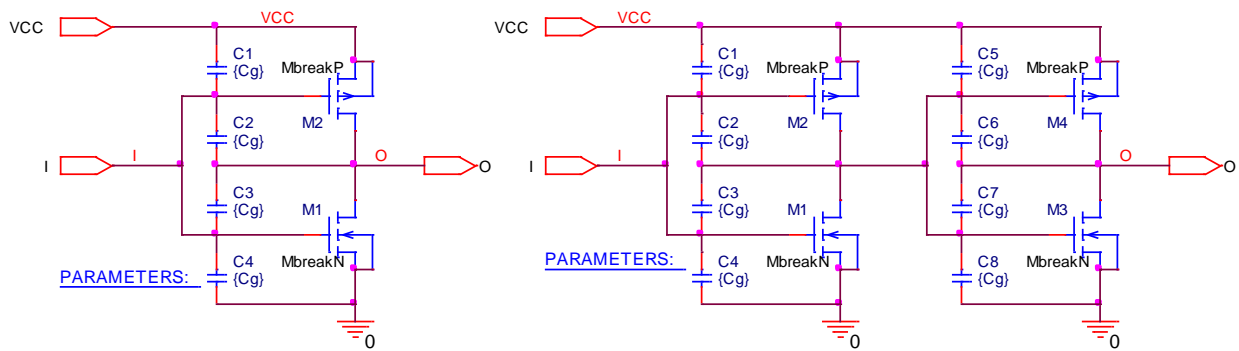 VCC
VCC
C1
{Cg}
MbreakP
M2
C2
{Cg}
I
I
O
O
C3
{Cg}
M1
MbreakN
PARAMETERS:
C4
{Cg}
0
VCC
VCC
C1
{Cg}
MbreakP
M2
C2
{Cg}
I
I
C3
{Cg}
M1
MbreakN
PARAMETERS:
C4
{Cg}
0
C5
{Cg}
MbreakP
M4
C6
{Cg}
O
O
C7
{Cg}
M3
MbreakN
C8
{Cg}
0